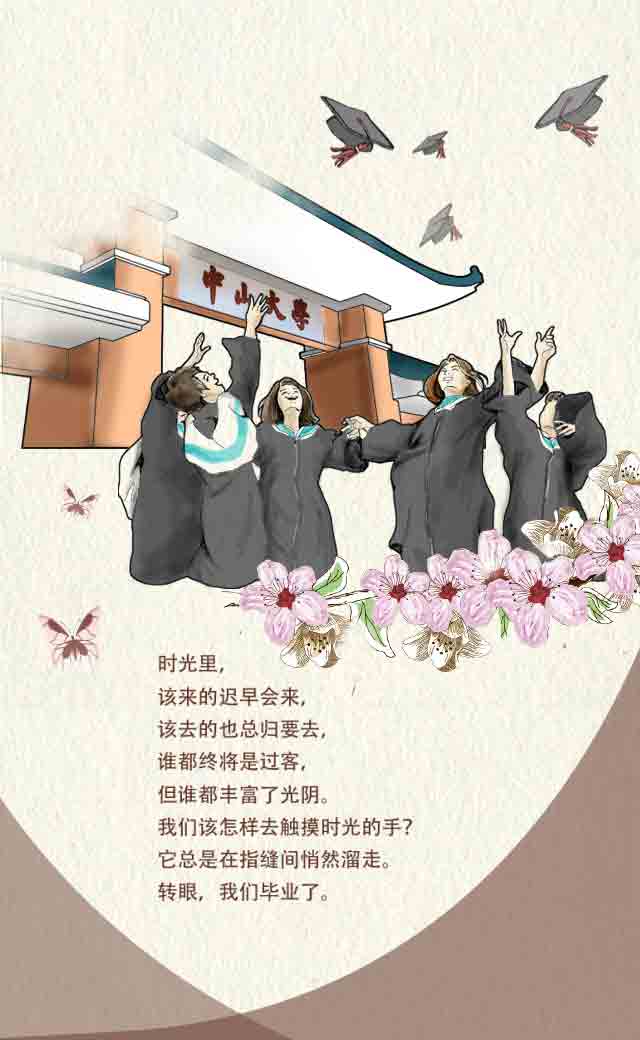 中山大學
时光里，
该来的迟早会来，
该去的也总归要去，
谁都终将是过客，
但谁都丰富了光阴。
我们该怎样去触摸时光的手？
它总是在指缝间悄然溜走。
转眼，我们毕业了。